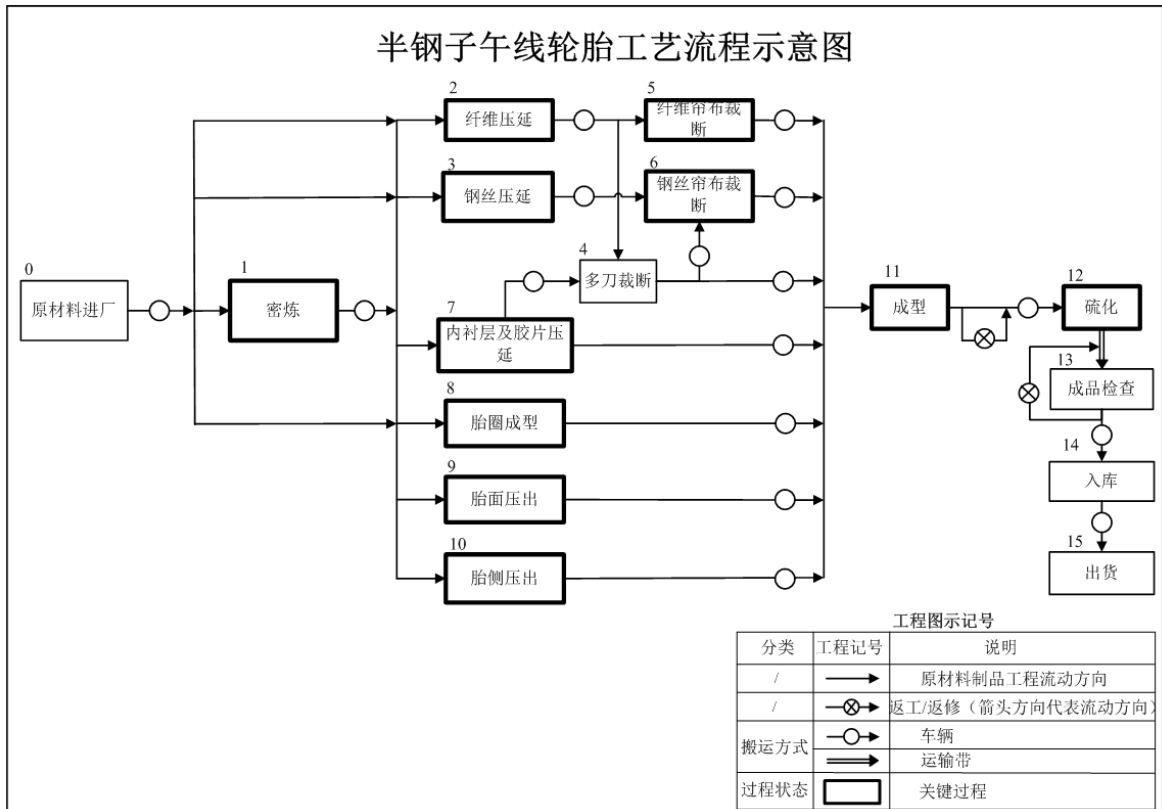 半钢子午线轮胎工艺流程示意图
2
纤维压延
5
纤维帘布裁
断
3
钢丝压延
6
钢丝帘布裁
断
0
原材料进厂
1
密炼
4
多刀裁断
7
内衬层及胶片压
延
11
成型
12
硫化
13
成品检查
8
胎圈成型
14
入库
9
胎面压出
15
出货
10
胎侧压出
工程图示记号
分类 工程记号 说明
/ 原材料制品工程流动方向
/ 返工/返修（箭头方向代表流动方向）
搬运方式 车辆
运输带
过程状态 关键过程